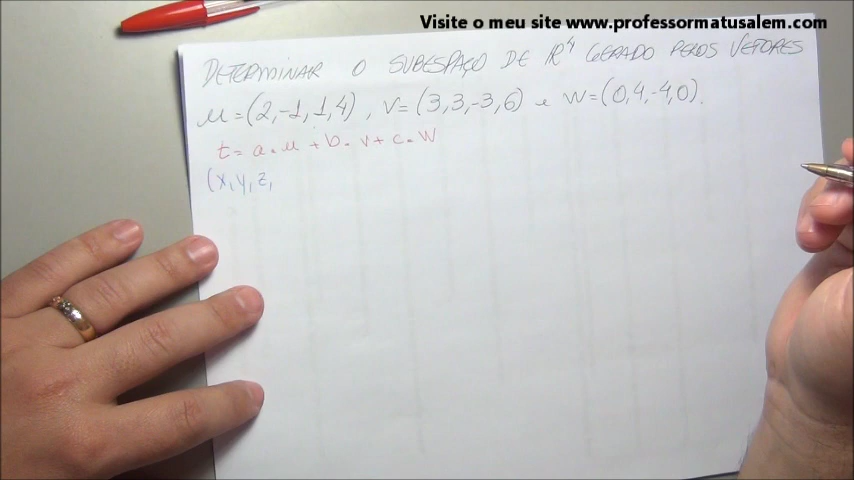 Visite o meu site www.professormatusalem.com
DETERMINAR O SUBESPAÇO DE IR⁴ GERADO PELOS VETORES
u=(2,-1,1,4), V=(3,3,-3,6) e W=(0,4,-4,0).
t= a.u + b.v + c.W
(x,y,z,